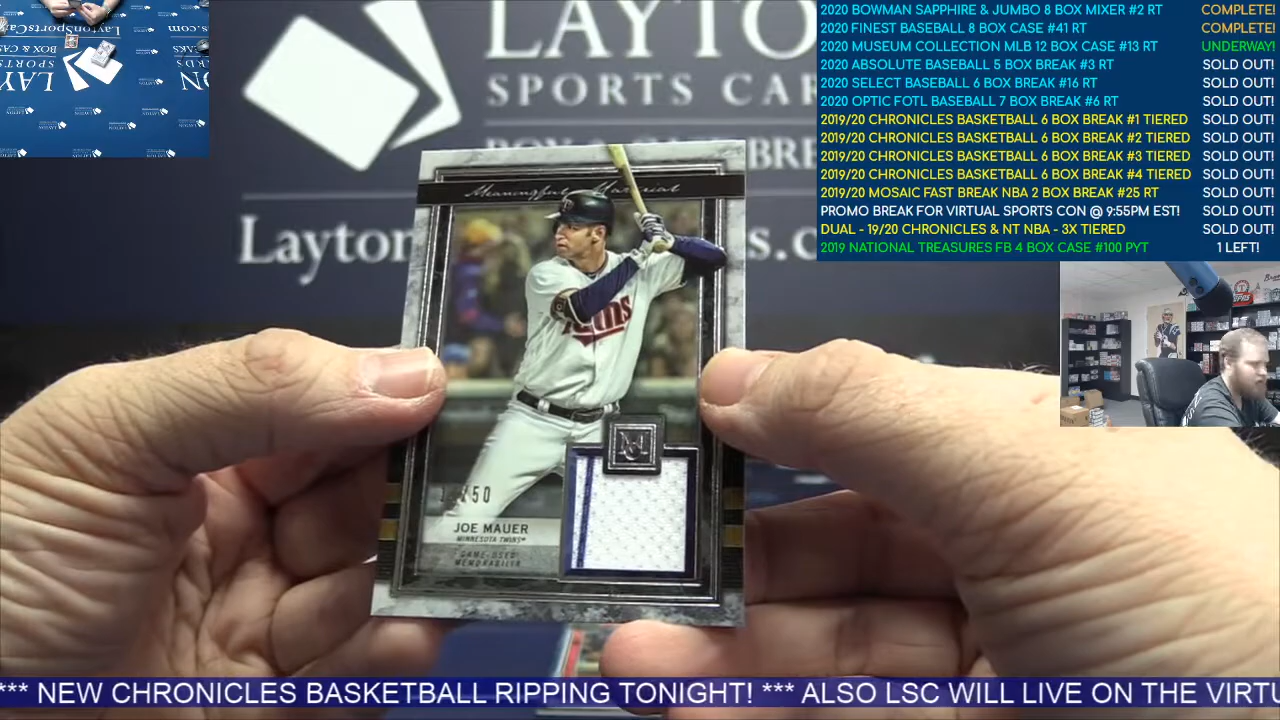 LAYTO
SPORTS CAR
BOX
BRE
Layton
s.com
2020 BOWMAN SAPPHIRE & JUMBO 8 BOX MIXER #2 RT COMPLETE!
2020 FINEST BASEBALL 8 BOX CASE #41 RT COMPLETE!
2020 MUSEUM COLLECTION MLB 12 BOX CASE #13 RT UNDERWAY!
2020 ABSOLUTE BASEBALL 5 BOX BREAK #3 RT SOLD OUT!
2020 SELECT BASEBALL 6 BOX BREAK #16 RT SOLD OUT!
2020 OPTIC FOTL BASEBALL 7 BOX BREAK #6 RT SOLD OUT!
2019/20 CHRONICLES BASKETBALL 6 BOX BREAK #1 TIERED SOLD OUT!
2019/20 CHRONICLES BASKETBALL 6 BOX BREAK #2 TIERED SOLD OUT!
2019/20 CHRONICLES BASKETBALL 6 BOX BREAK #3 TIERED SOLD OUT!
2019/20 CHRONICLES BASKETBALL 6 BOX BREAK #4 TIERED SOLD OUT!
2019/20 MOSAIC FAST BREAK NBA 2 BOX BREAK #25 RT SOLD OUT!
PROMO BREAK FOR VIRTUAL SPORTS CON @ 9:55PM EST! SOLD OUT!
DUAL - 19/20 CHRONICLES & NT NBA - 3X TIERED SOLD OUT!
2019 NATIONAL TREASURES FB 4 BOX CASE #100 PYT 1 LEFT!
Meaningful Material
Twins
M
/50
JOE MAUER
MINNESOTA TWINS™
GAME-USED
MEMORABILIA
*** NEW CHRONICLES BASKETBALL RIPPING TONIGHT! *** ALSO LSC WILL LIVE ON THE VIRTU